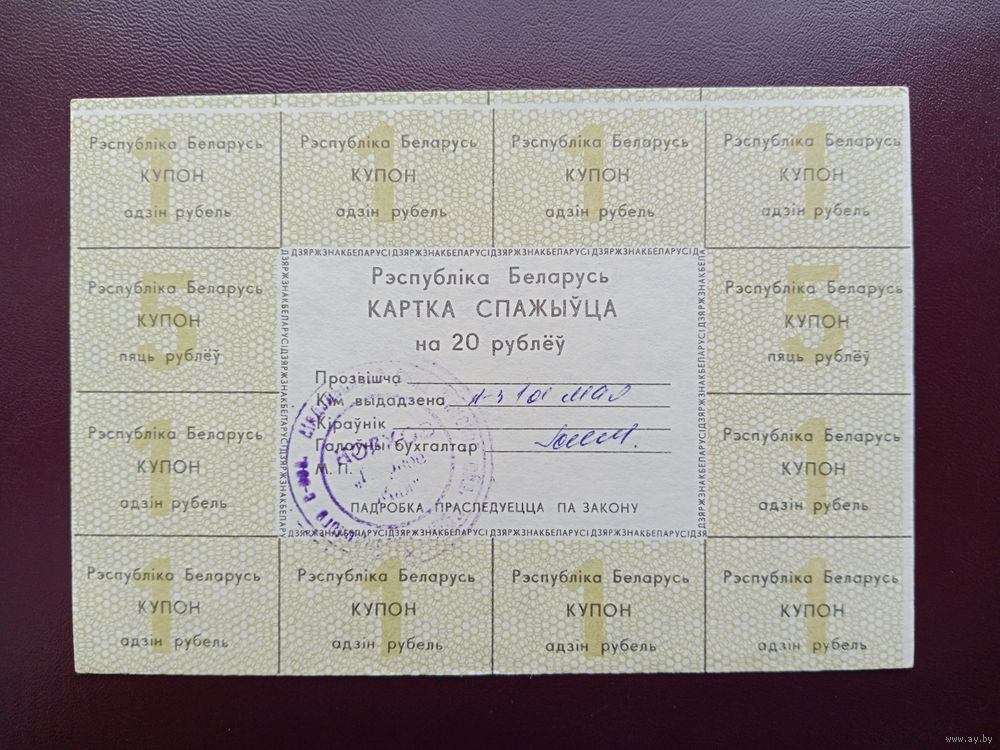 Рэспубліка Беларусь
КУПОН
1
адзін рубель
Рэспубліка Беларусь
КУПОН
1
адзін рубель
Рэспубліка Беларусь
КУПОН
1
адзін рубель
Рэспубліка Беларусь
КУПОН
1
адзін рубель
ДЗЯРЖЗНАКБЕЛАРУСІДЗЯРЖЗНАКБЕЛАРУСІДЗЯРЖЗНАКБЕЛАРУСІДЗЯРЖЗНАКБЕЛАРУСІДЗЯРЖЗНАКБЕЛАРУСІД
Рэспубліка Беларусь
КУПОН
5
пяць рублёў
Рэспубліка Беларусь
КАРТКА СПАЖЫЎЦА
на 20 рублёў
Прозвішча
Кім выдадзена
Кіраўнік
Галоўны бухгалтар
М. П.
ПАДРОБКА ПРАСЛЕДУЕЦЦА ПА ЗАКОНУ
Рэспубліка Беларусь
КУПОН
5
пяць рублёў
Рэспубліка Беларусь
КУПОН
1
адзін рубель
Рэспубліка Беларусь
КУПОН
1
адзін рубель
Рэспубліка Беларусь
КУПОН
1
адзін рубель
Рэспубліка Беларусь
КУПОН
1
адзін рубель
Рэспубліка Беларусь
КУПОН
1
адзін рубель
Рэспубліка Беларусь
КУПОН
1
адзін рубель
www.ay.by